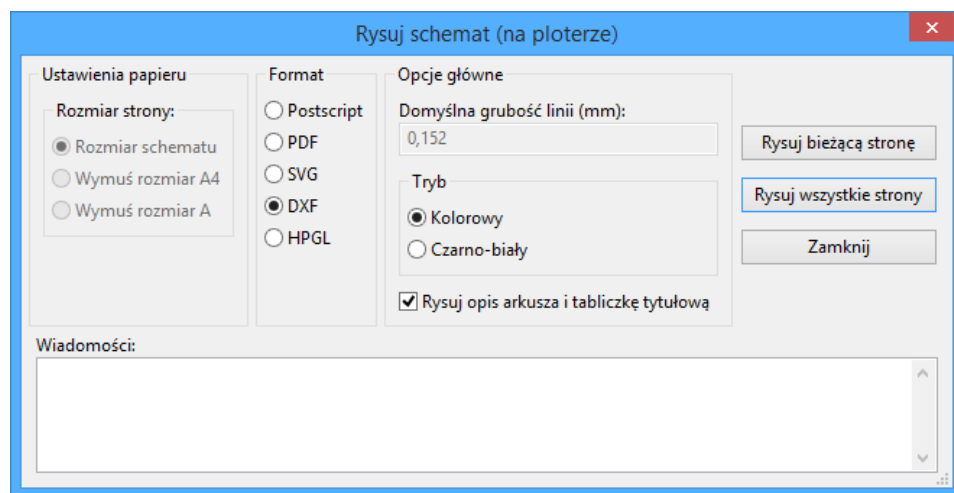 Rysuj schemat (na ploterze)
Ustawienia papieru
Rozmiar strony:
Rozmiar schematu
Wymuś rozmiar A4
Wymuś rozmiar A
Format
Postscript
PDF
SVG
DXF
HPGL
Opcje główne
Domyślna grubość linii (mm):
0,152
Tryb
Kolorowy
Czarno-biały
Rysuj opis arkusza i tabliczkę tytułową
Rysuj bieżącą stronę
Rysuj wszystkie strony
Zamknij
Wiadomości: